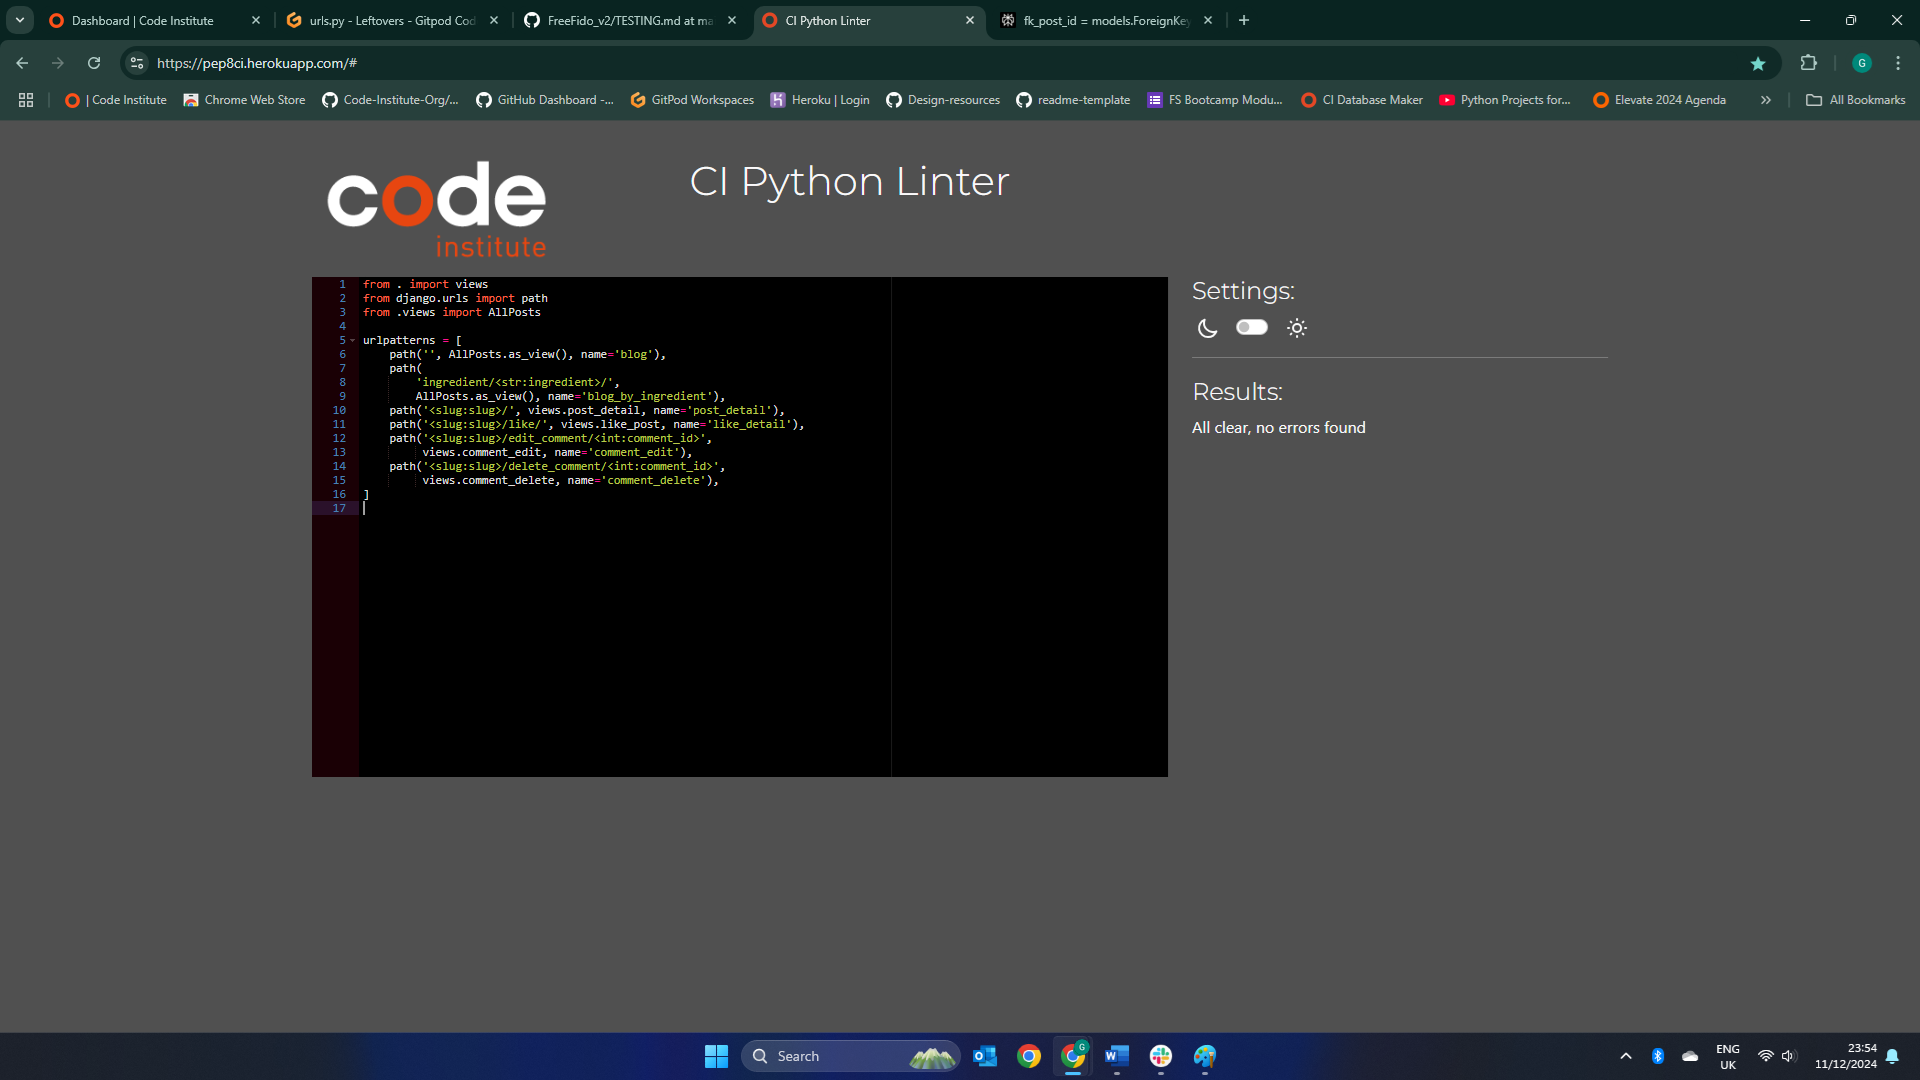 Dashboard | Code Institute
urls.py - Leftovers - Gitpod Cod
FreeFido_v2/TESTING.md at ma
CI Python Linter
fk_post_id = models.ForeignKey
https://pep8ci.herokuapp.com/#
G
| Code Institute
Chrome Web Store
Code-Institute-Org/...
GitHub Dashboard -...
GitPod Workspaces
Heroku | Login
Design-resources
readme-template
FS Bootcamp Modu...
CI Database Maker
Python Projects for...
Elevate 2024 Agenda
All Bookmarks
code
institute
CI Python Linter
1 from . import views
2 from django.urls import path
3 from .views import AllPosts
4
5 urlpatterns = [
6 path('', AllPosts.as_view(), name='blog'),
7 path(
8 'ingredient/<str:ingredient>/',
9 AllPosts.as_view(), name='blog_by_ingredient'),
10 path('<slug:slug>/', views.post_detail, name='post_detail'),
11 path('<slug:slug>/like/', views.like_post, name='like_detail'),
12 path('<slug:slug>/edit_comment/<int:comment_id>',
13 views.comment_edit, name='comment_edit'),
14 path('<slug:slug>/delete_comment/<int:comment_id>',
15 views.comment_delete, name='comment_delete'),
16 ]
17
Settings:
Results:
All clear, no errors found
Search
G
W
ENG
UK
23:54
11/12/2024